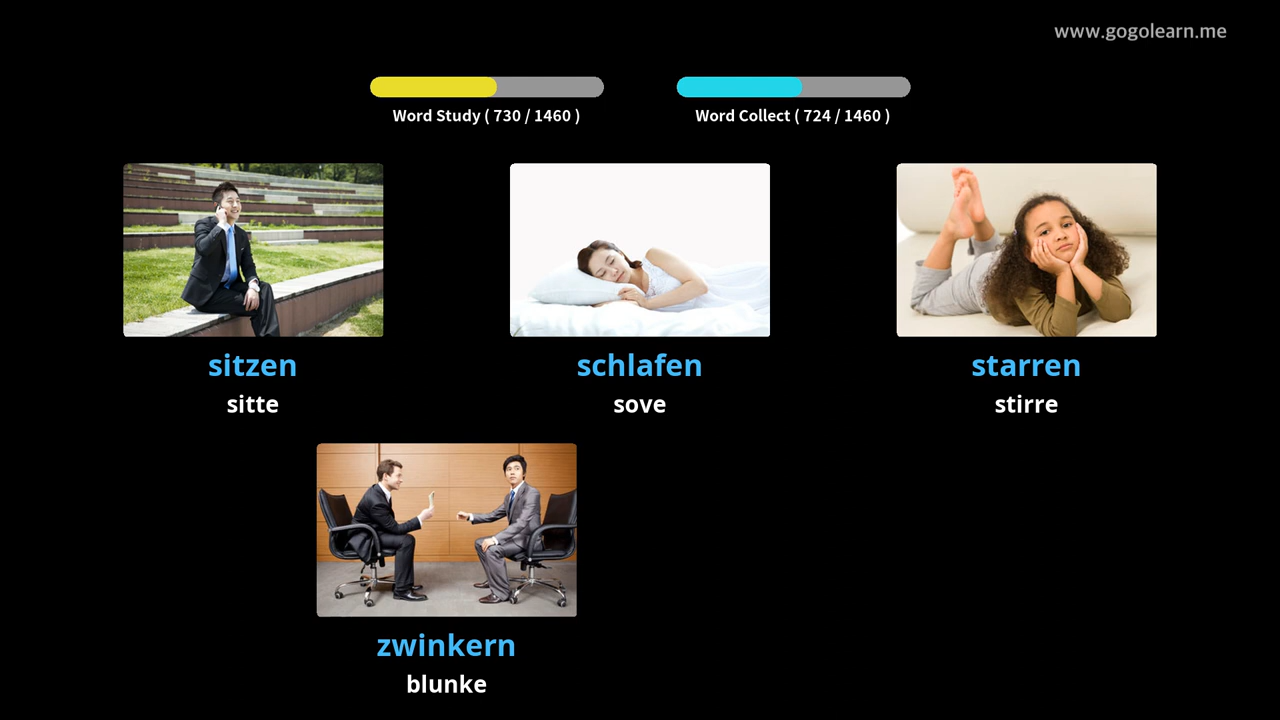 www.gogolearn.me
Word Study ( 730 / 1460 )
Word Collect ( 724 / 1460 )
sitzen
sitte
schlafen
sove
starren
stirre
zwinkern
blunke